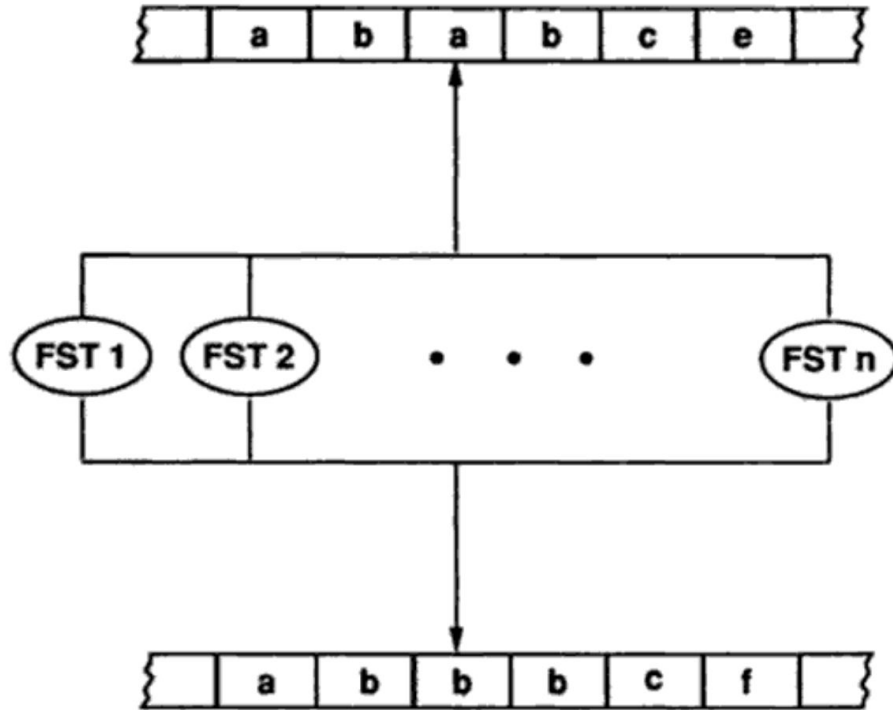 a b a b c e
FST 1 FST 2 • • • FST n
a b b b c f